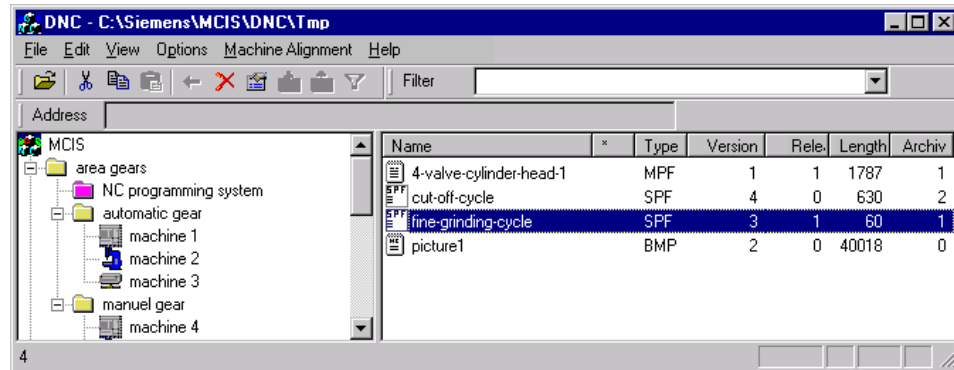 DNC - C:\Siemens\MCIS\DNC\Tmp
File Edit View Options Machine Alignment Help
Filter
Address
MCIS
area gears
NC programming system
automatic gear
machine 1
machine 2
machine 3
manuel gear
machine 4
Name * Type Version Rele. Length Archiv
4-valve-cylinder-head-1 MPF 1 1 1787 1
SPF cut-off-cycle SPF 4 0 630 2
SPF fine-grinding-cycle SPF 3 1 60 1
picture1 BMP 2 0 40018 0
4